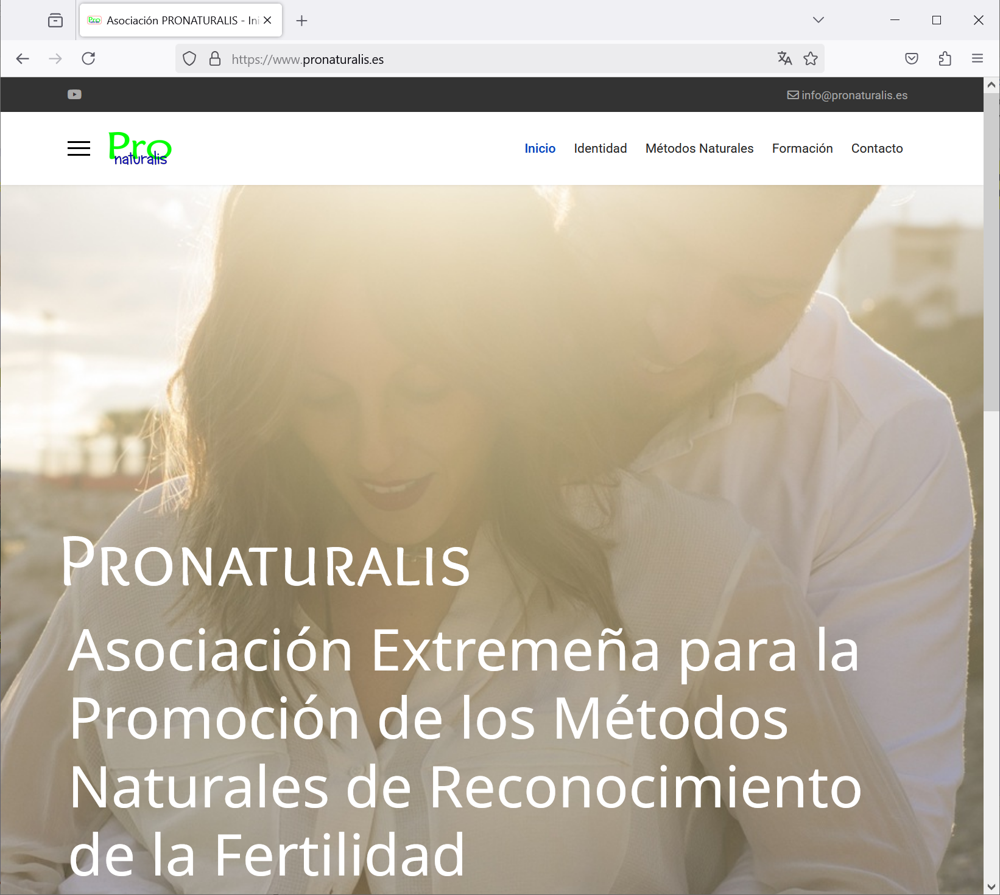 Asociación PRONATURALIS - Ini
https://www.pronaturalis.es
info@pronaturalis.es
Pro
naturalis
Inicio Identidad Métodos Naturales Formación Contacto
Pronaturalis
Asociación Extremeña para la
Promoción de los Métodos
Naturales de Reconocimiento
de la Fertilidad